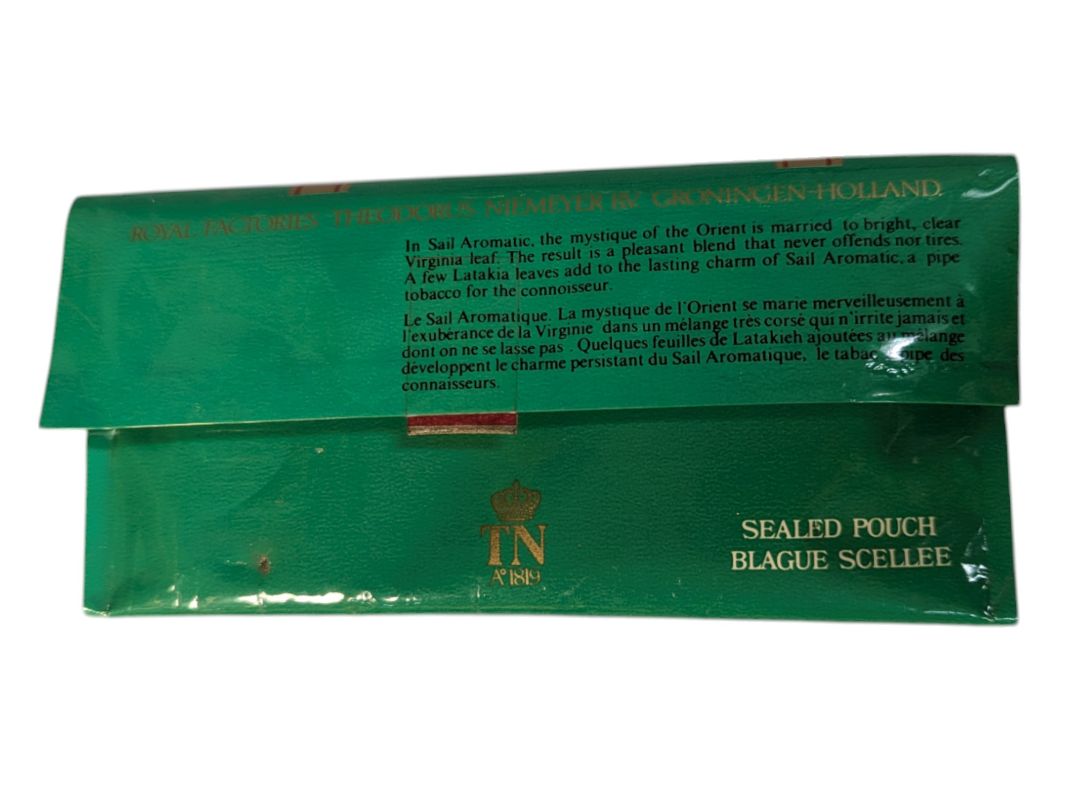 ROYAL FACTORIES THEODORUS NIEMEYER BV GRONINGEN-HOLLAND
In Sail Aromatic, the mystique of the Orient is married to bright, clear
Virginia leaf. The result is a pleasant blend that never offends nor tires.
A few Latakia leaves add to the lasting charm of Sail Aromatic, a pipe
tobacco for the connoisseur.
Le Sail Aromatique. La mystique de l'Orient se marie merveilleusement à
l'exubérance de la Virginie dans un mélange très corsé qui n'irrite jamais et
dont on ne se lasse pas. Quelques feuilles de Latakieh ajoutées au mélange
développent le charme persistant du Sail Aromatique, le tabac pipe des
connaisseurs.
TN
Aº 1819
SEALED POUCH
BLAGUE SCELLEE